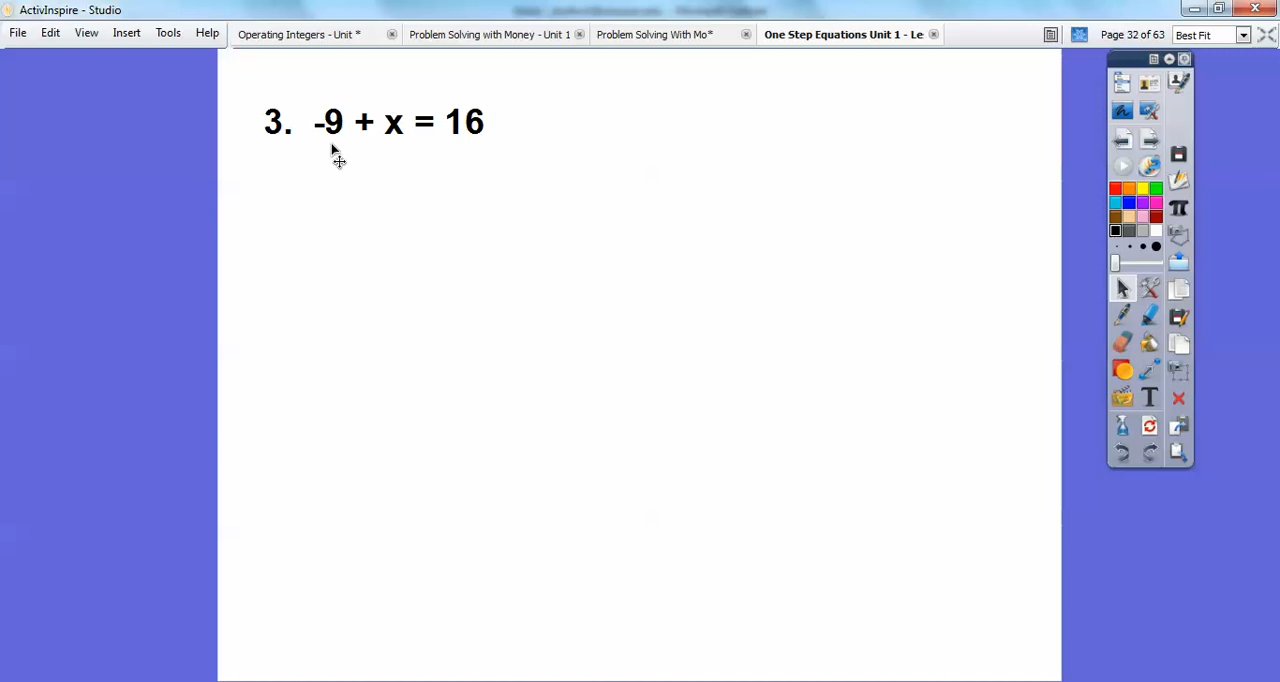 ActivInspire - Studio
File Edit View Insert Tools Help
Operating Integers - Unit *
Problem Solving with Money - Unit 1
Problem Solving With Mo*
One Step Equations Unit 1 - Le
Page 32 of 63
Best Fit
3. -9 + x = 16